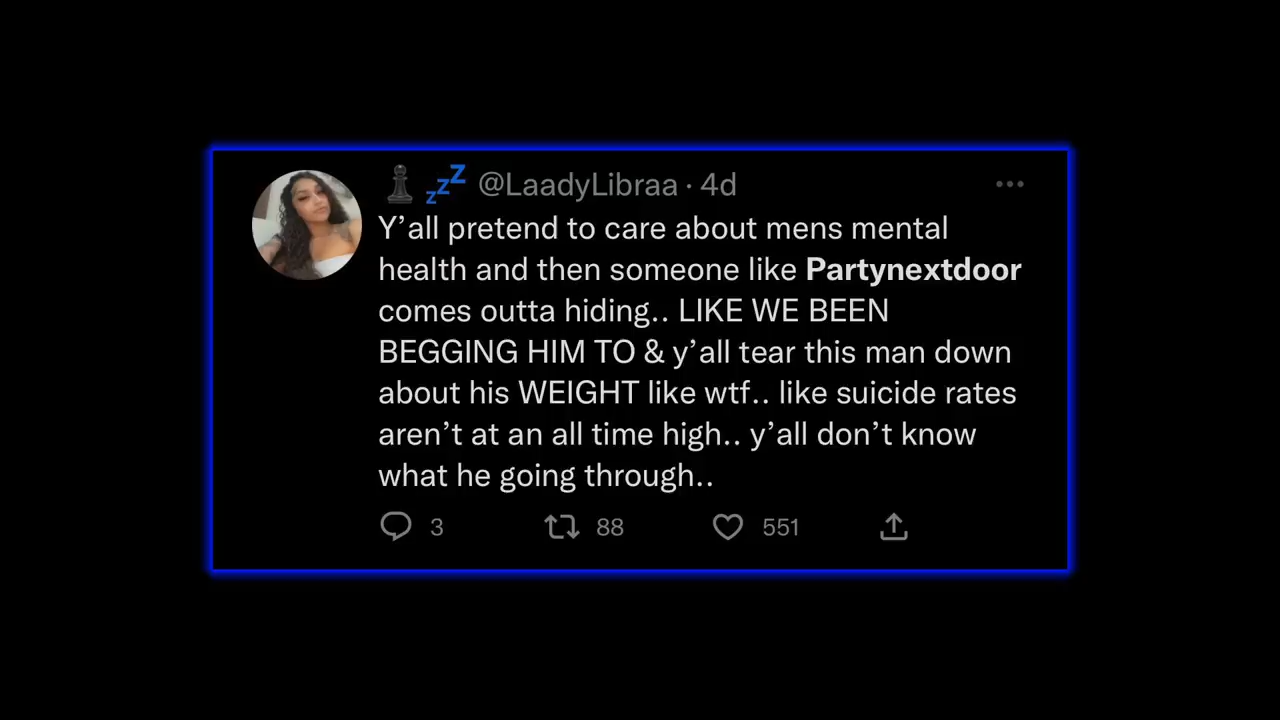 @LaadyLibraa · 4d
Y’all pretend to care about mens mental
health and then someone like Partynextdoor
comes outta hiding.. LIKE WE BEEN
BEGGING HIM TO & y’all tear this man down
about his WEIGHT like wtf.. like suicide rates
aren’t at an all time high.. y’all don’t know
what he going through..
3 88 551